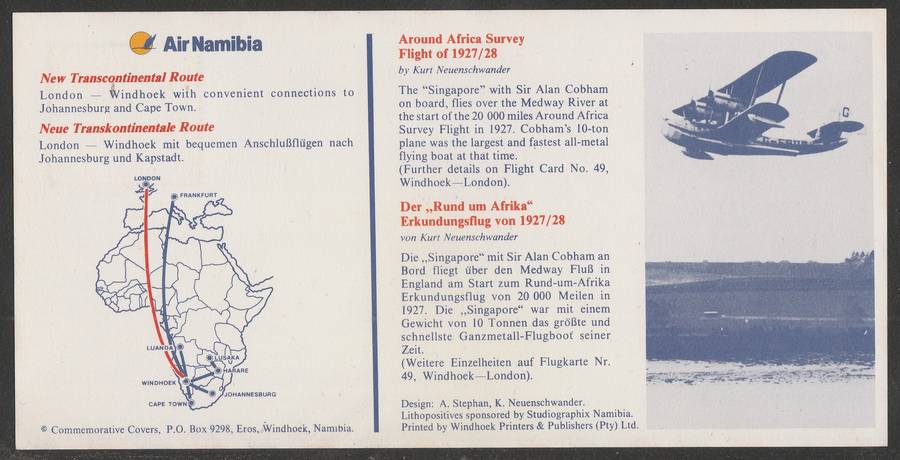 Air Namibia
New Transcontinental Route
London — Windhoek with convenient connections to
Johannesburg and Cape Town.
Neue Transkontinentale Route
London — Windhoek mit bequemen Anschlußflügen nach
Johannesburg und Kapstadt.
LONDON
FRANKFURT
LUANDA
LUSAKA
HARARE
WINDHOEK
JOHANNESBURG
CAPE TOWN
© Commemorative Covers, P.O. Box 9298, Eros, Windhoek, Namibia.
Around Africa Survey
Flight of 1927/28
by Kurt Neuenschwander
The "Singapore" with Sir Alan Cobham
on board, flies over the Medway River at
the start of the 20 000 miles Around Africa
Survey Flight in 1927. Cobham's 10-ton
plane was the largest and fastest all-metal
flying boat at that time.
(Further details on Flight Card No. 49,
Windhoek—London).
Der „Rund um Afrika“
Erkundungsflug von 1927/28
von Kurt Neuenschwander
Die „Singapore“ mit Sir Alan Cobham an
Bord fliegt über den Medway Fluß in
England am Start zum Rund-um-Afrika
Erkundungsflug von 20 000 Meilen in
1927. Die „Singapore“ war mit einem
Gewicht von 10 Tonnen das größte und
schnellste Ganzmetall-Flugboot seiner
Zeit.
(Weitere Einzelheiten auf Flugkarte Nr.
49, Windhoek—London).
Design: A. Stephan, K. Neuenschwander.
Lithopositives sponsored by Studiographix Namibia.
Printed by Windhoek Printers & Publishers (Pty) Ltd.
G